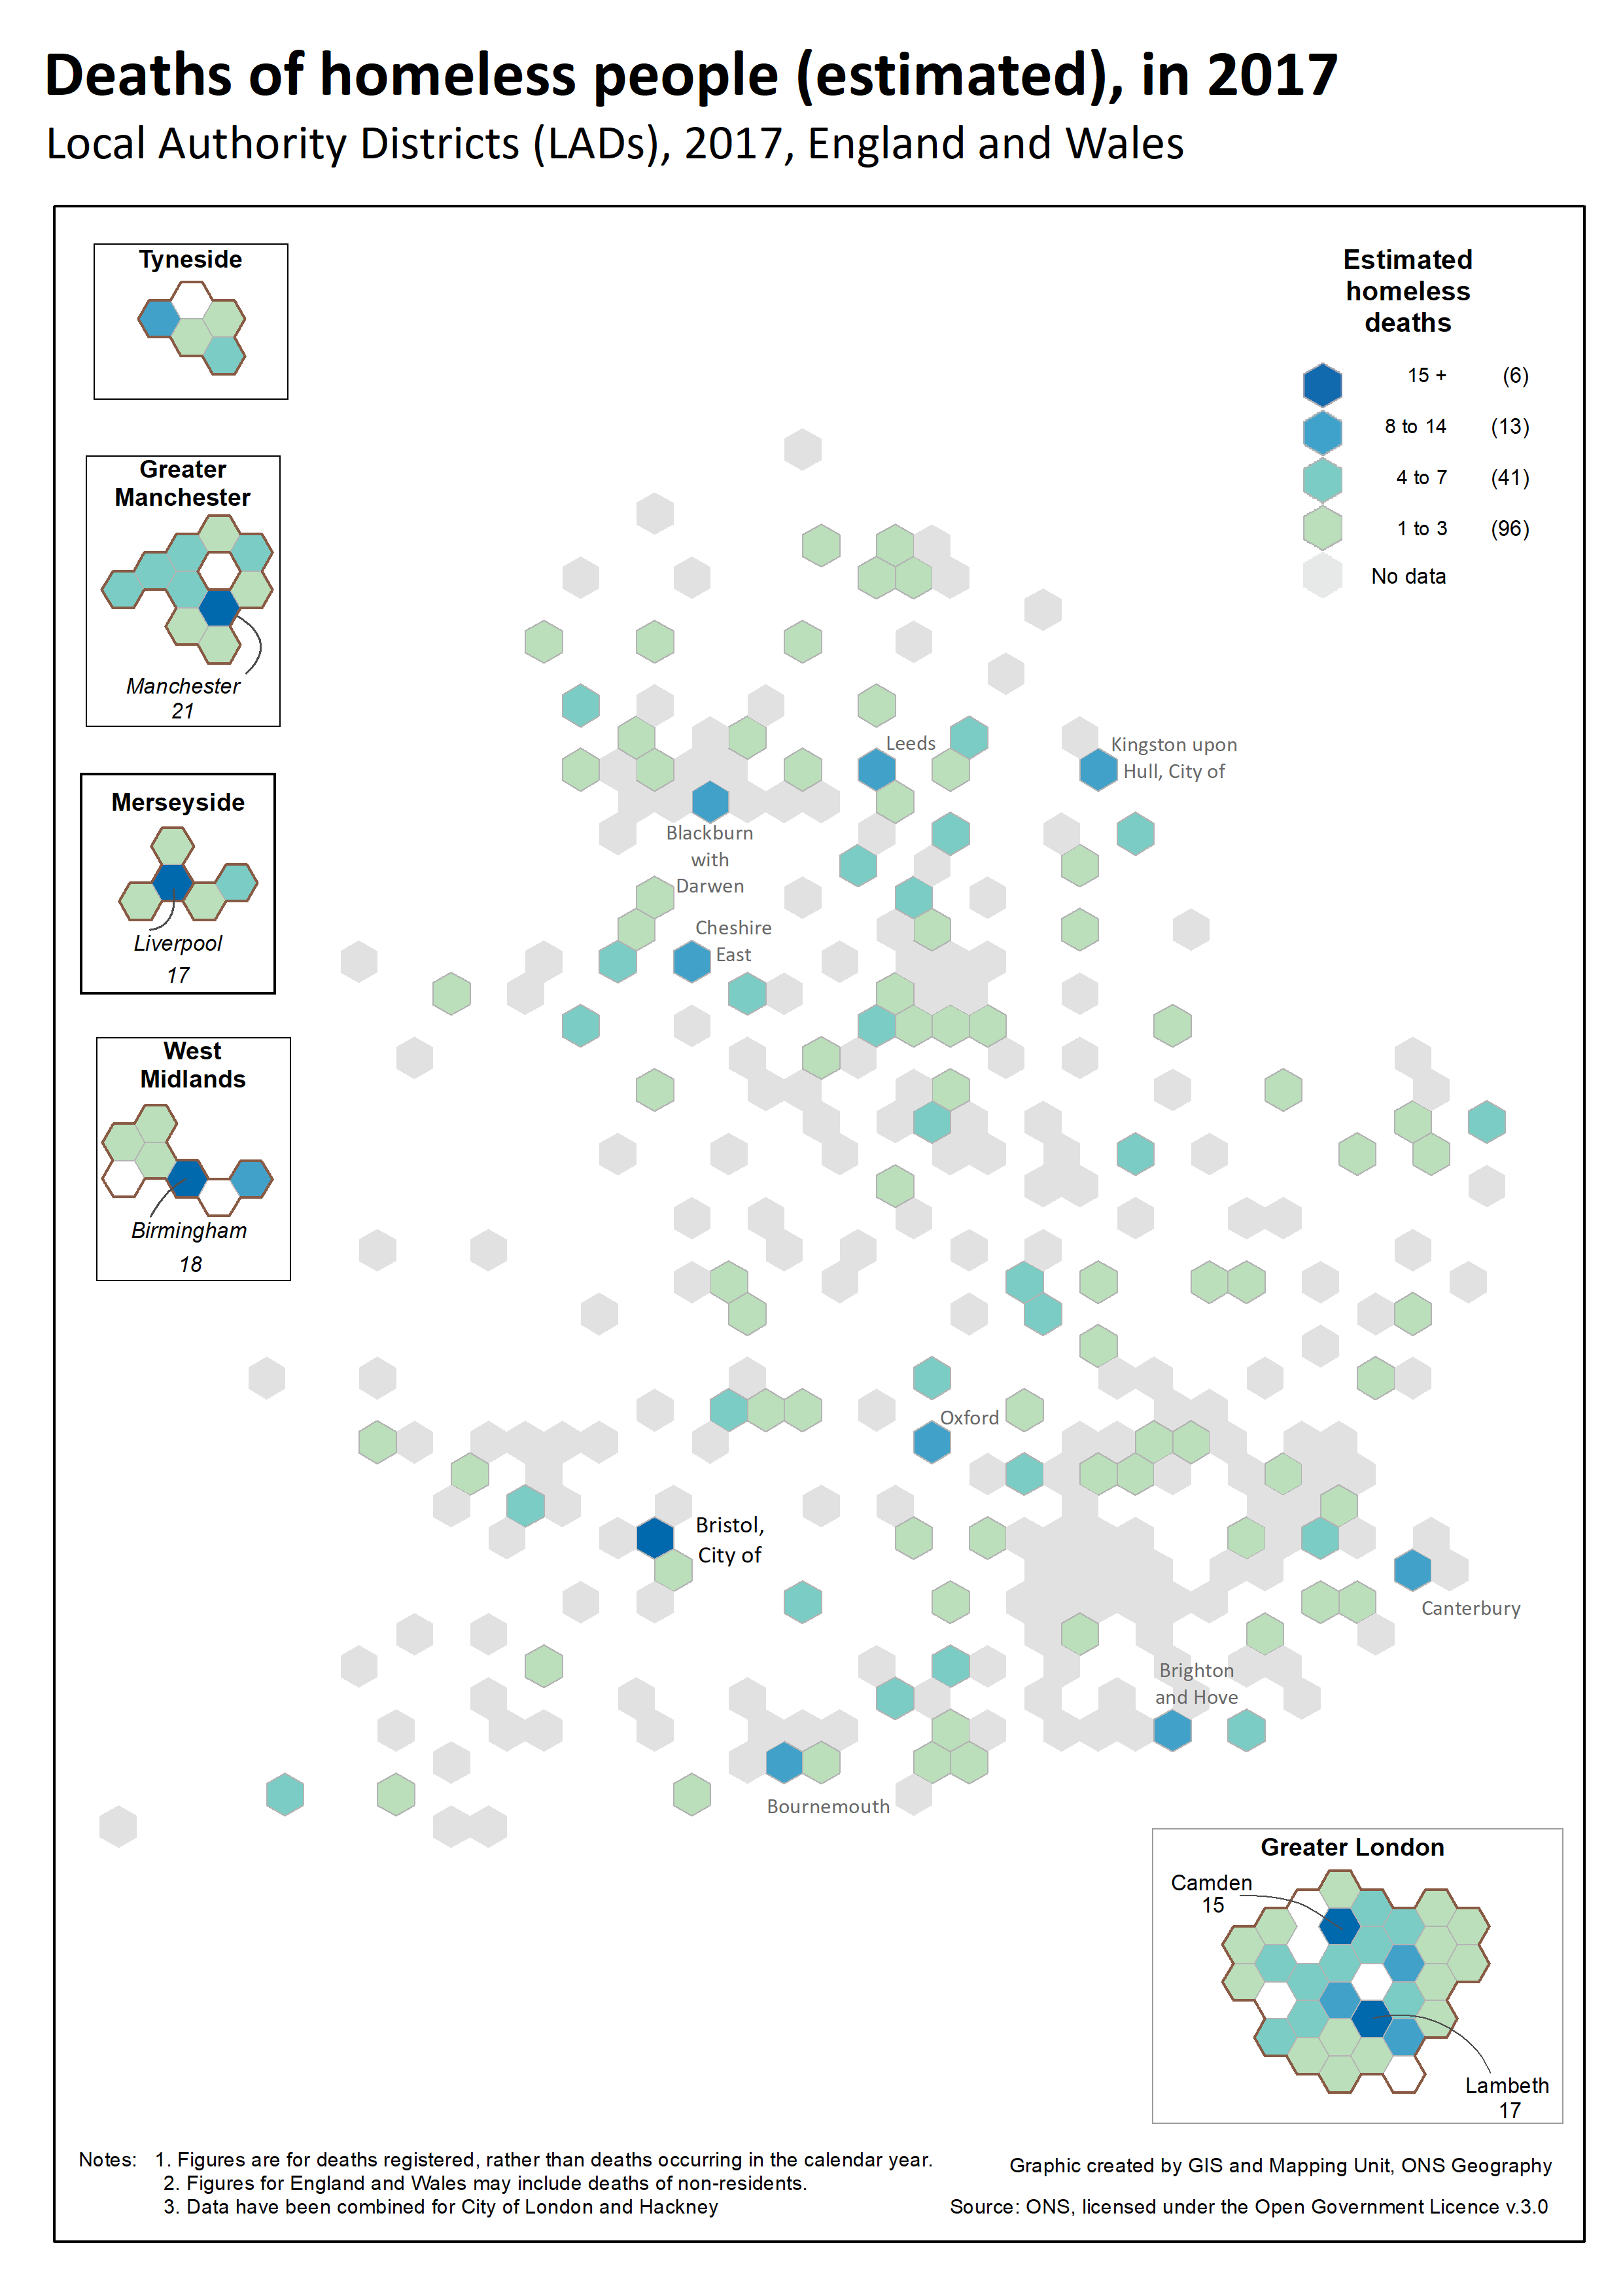 Deaths of homeless people (estimated), in 2017
Local Authority Districts (LADs), 2017, England and Wales
Tyneside
Estimated
homeless
deaths
15 + (6)
8 to 14 (13)
4 to 7 (41)
1 to 3 (96)
No data
Greater
Manchester
Manchester
21
Merseyside
Liverpool
17
West
Midlands
Birmingham
18
Leeds
Kingston upon
Hull, City of
Blackburn
with
Darwen
Cheshire
East
Oxford
Bristol,
City of
Canterbury
Brighton
and Hove
Bournemouth
Greater London
Camden
15
Lambeth
17
Notes: 1. Figures are for deaths registered, rather than deaths occurring in the calendar year.
2. Figures for England and Wales may include deaths of non-residents.
3. Data have been combined for City of London and Hackney
Graphic created by GIS and Mapping Unit, ONS Geography
Source: ONS, licensed under the Open Government Licence v.3.0